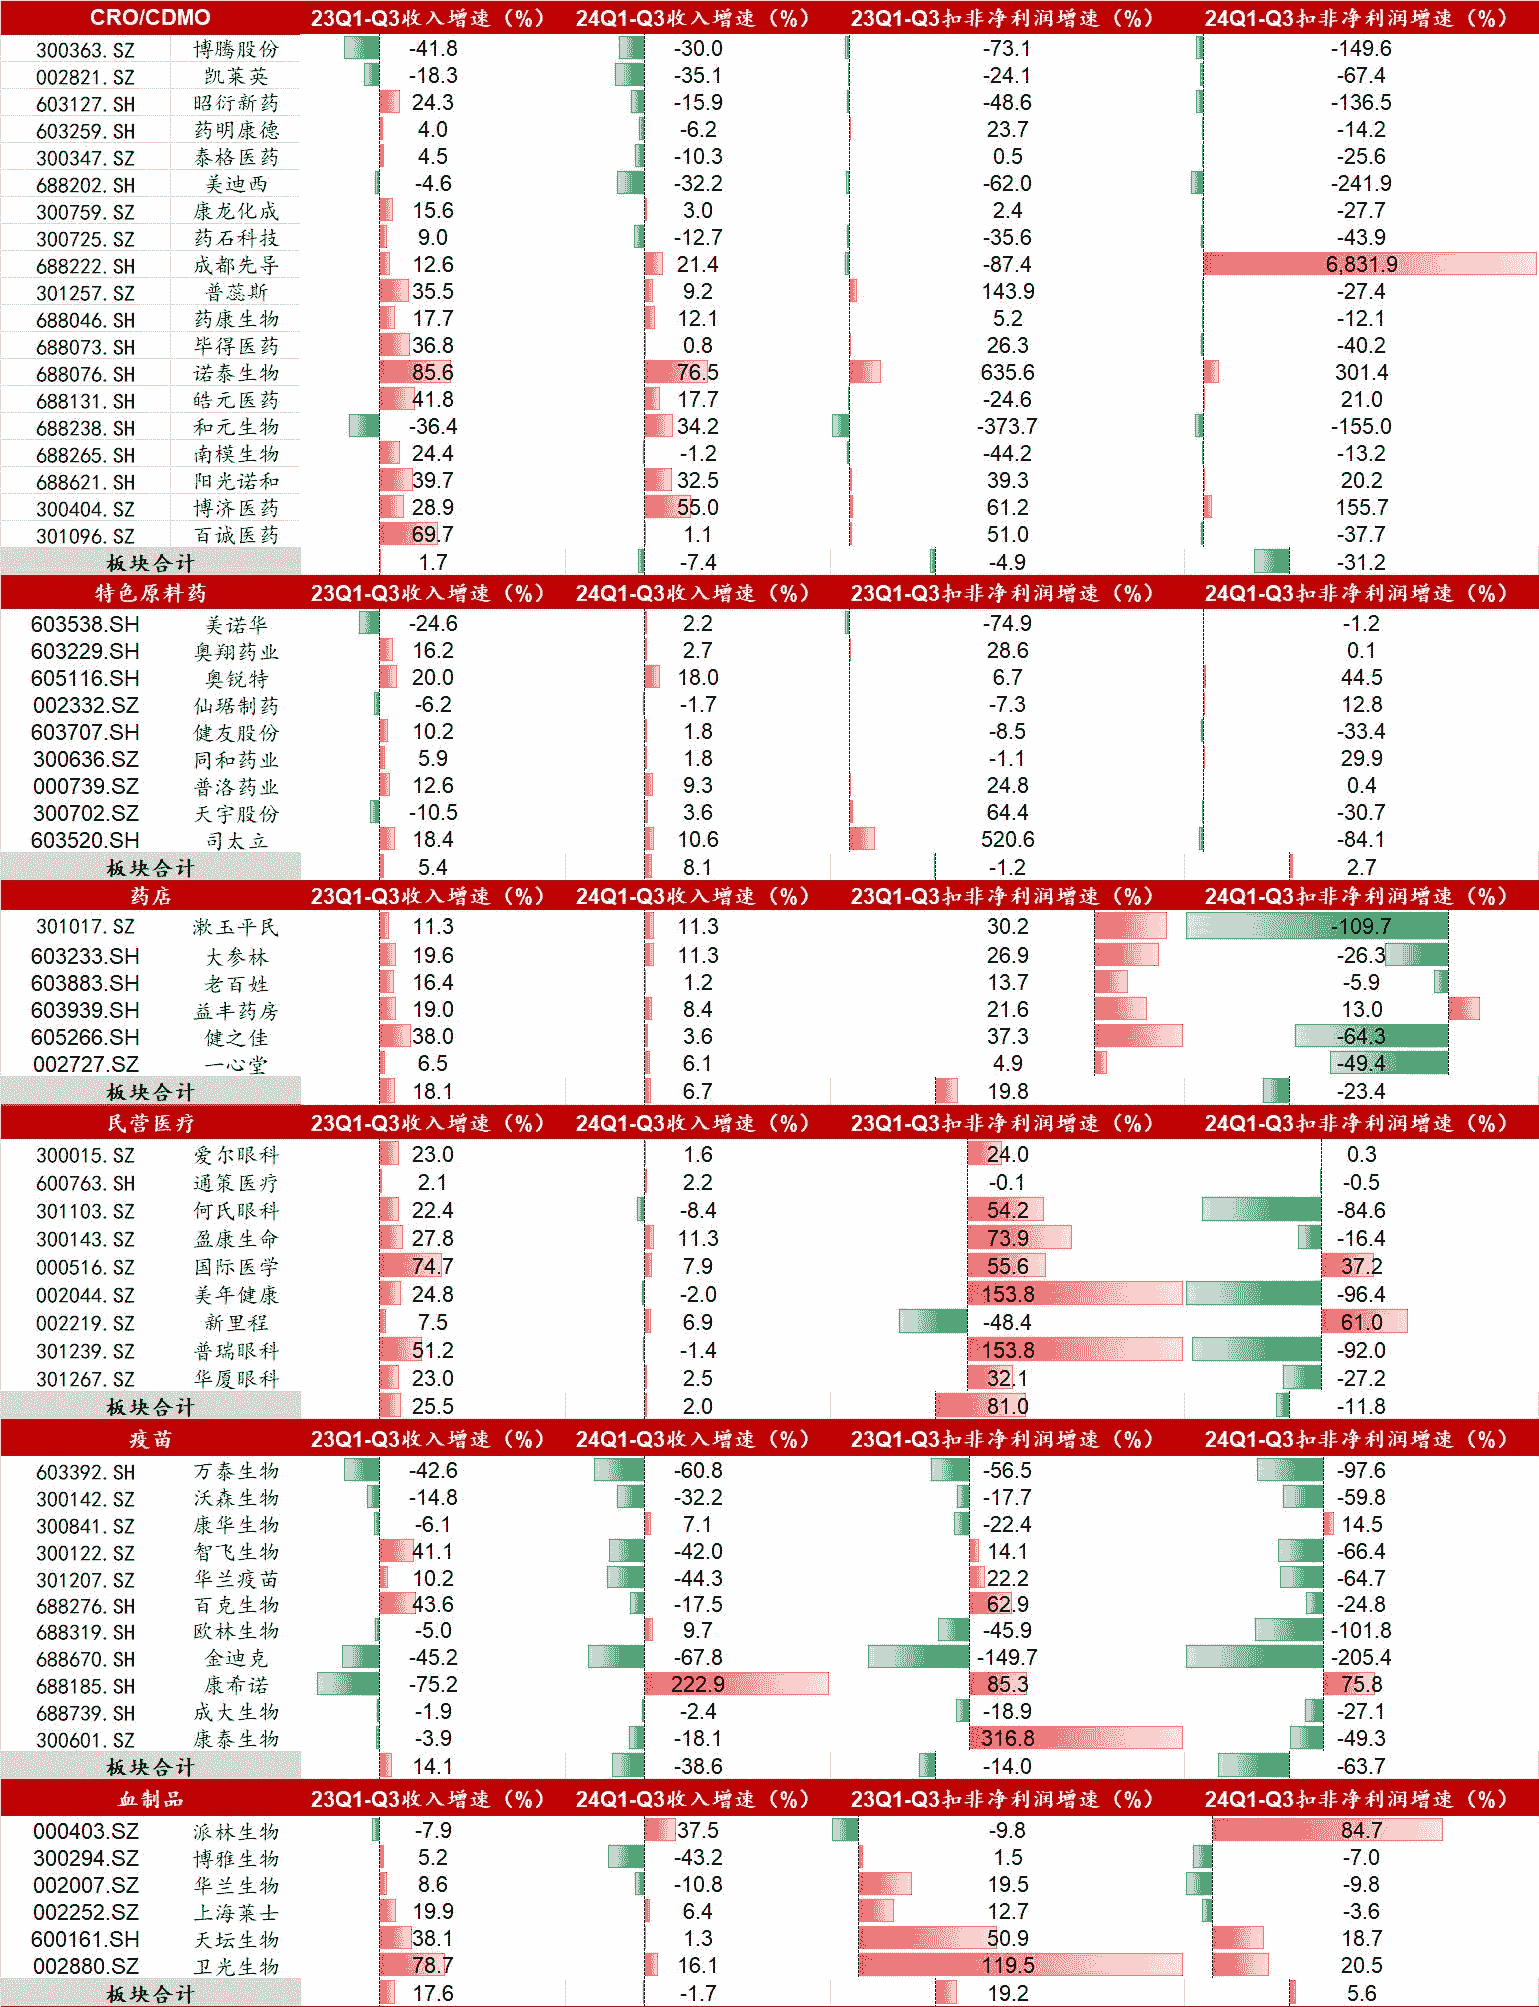 CRO/CDMO 23Q1-Q3收入增速（%） 24Q1-Q3收入增速（%） 23Q1-Q3扣非净利润增速（%） 24Q1-Q3扣非净利润增速（%）
300363.SZ 博腾股份 -41.8 -30.0 -73.1 -149.6
002821.SZ 凯莱英 -18.3 -35.1 -24.1 -67.4
603127.SH 昭衍新药 24.3 -15.9 -48.6 -136.5
603259.SH 药明康德 4.0 -6.2 23.7 -14.2
300347.SZ 泰格医药 4.5 -10.3 0.5 -25.6
688202.SH 美迪西 -4.6 -32.2 -62.0 -241.9
300759.SZ 康龙化成 15.6 3.0 2.4 -27.7
300725.SZ 药石科技 9.0 -12.7 -35.6 -43.9
688222.SH 成都先导 12.6 21.4 -87.4 6,831.9
301257.SZ 普蕊斯 35.5 9.2 143.9 -27.4
688046.SH 药康生物 17.7 12.1 5.2 -12.1
688073.SH 毕得医药 36.8 0.8 26.3 -40.2
688076.SH 诺泰生物 85.6 76.5 635.6 301.4
688131.SH 皓元医药 41.8 17.7 -24.6 21.0
688238.SH 和元生物 -36.4 34.2 -373.7 -155.0
688265.SH 南模生物 24.4 -1.2 -44.2 -13.2
688621.SH 阳光诺和 39.7 32.5 39.3 20.2
300404.SZ 博济医药 28.9 55.0 61.2 155.7
301096.SZ 百诚医药 69.7 1.1 51.0 -37.7
板块合计 1.7 -7.4 -4.9 -31.2
特色原料药 23Q1-Q3收入增速（%） 24Q1-Q3收入增速（%） 23Q1-Q3扣非净利润增速（%） 24Q1-Q3扣非净利润增速（%）
603538.SH 美诺华 -24.6 2.2 -74.9 -1.2
603229.SH 奥翔药业 16.2 2.7 28.6 0.1
605116.SH 奥锐特 20.0 18.0 6.7 44.5
002332.SZ 仙琚制药 -6.2 -1.7 -7.3 12.8
603707.SH 健友股份 10.2 1.8 -8.5 -33.4
300636.SZ 同和药业 5.9 1.8 -1.1 29.9
000739.SZ 普洛药业 12.6 9.3 24.8 0.4
300702.SZ 天宇股份 -10.5 3.6 64.4 -30.7
603520.SH 司太立 18.4 10.6 520.6 -84.1
板块合计 5.4 8.1 -1.2 2.7
药店 23Q1-Q3收入增速（%） 24Q1-Q3收入增速（%） 23Q1-Q3扣非净利润增速（%） 24Q1-Q3扣非净利润增速（%）
301017.SZ 漱玉平民 11.3 11.3 30.2 -109.7
603233.SH 大参林 19.6 11.3 26.9 -26.3
603883.SH 老百姓 16.4 1.2 13.7 -5.9
603939.SH 益丰药房 19.0 8.4 21.6 13.0
605266.SH 健之佳 38.0 3.6 37.3 -64.3
002727.SZ 一心堂 6.5 6.1 4.9 -49.4
板块合计 18.1 6.7 19.8 -23.4
民营医疗 23Q1-Q3收入增速（%） 24Q1-Q3收入增速（%） 23Q1-Q3扣非净利润增速（%） 24Q1-Q3扣非净利润增速（%）
300015.SZ 爱尔眼科 23.0 1.6 24.0 0.3
600763.SH 通策医疗 2.1 2.2 -0.1 -0.5
301103.SZ 何氏眼科 22.4 -8.4 54.2 -84.6
300143.SZ 盈康生命 27.8 11.3 73.9 -16.4
000516.SZ 国际医学 74.7 7.9 55.6 37.2
002044.SZ 美年健康 24.8 -2.0 153.8 -96.4
002219.SZ 新里程 7.5 6.9 -48.4 61.0
301239.SZ 普瑞眼科 51.2 -1.4 153.8 -92.0
301267.SZ 华厦眼科 23.0 2.5 32.1 -27.2
板块合计 25.5 2.0 81.0 -11.8
疫苗 23Q1-Q3收入增速（%） 24Q1-Q3收入增速（%） 23Q1-Q3扣非净利润增速（%） 24Q1-Q3扣非净利润增速（%）
603392.SH 万泰生物 -42.6 -60.8 -56.5 -97.6
300142.SZ 沃森生物 -14.8 -32.2 -17.7 -59.8
300841.SZ 康华生物 -6.1 7.1 -22.4 14.5
300122.SZ 智飞生物 41.1 -42.0 14.1 -66.4
301207.SZ 华兰疫苗 10.2 -44.3 22.2 -64.7
688276.SH 百克生物 43.6 -17.5 62.9 -24.8
688319.SH 欧林生物 -5.0 9.7 -45.9 -101.8
688670.SH 金迪克 -45.2 -67.8 -149.7 -205.4
688185.SH 康希诺 -75.2 222.9 85.3 75.8
688739.SH 成大生物 -1.9 -2.4 -18.9 -27.1
300601.SZ 康泰生物 -3.9 -18.1 316.8 -49.3
板块合计 14.1 -38.6 -14.0 -63.7
血制品 23Q1-Q3收入增速（%） 24Q1-Q3收入增速（%） 23Q1-Q3扣非净利润增速（%） 24Q1-Q3扣非净利润增速（%）
000403.SZ 派林生物 -7.9 37.5 -9.8 84.7
300294.SZ 博雅生物 5.2 -43.2 1.5 -7.0
002007.SZ 华兰生物 8.6 -10.8 19.5 -9.8
002252.SZ 上海莱士 19.9 6.4 12.7 -3.6
600161.SH 天坛生物 38.1 1.3 50.9 18.7
002880.SZ 卫光生物 78.7 16.1 119.5 20.5
板块合计 17.6 -1.7 19.2 5.6